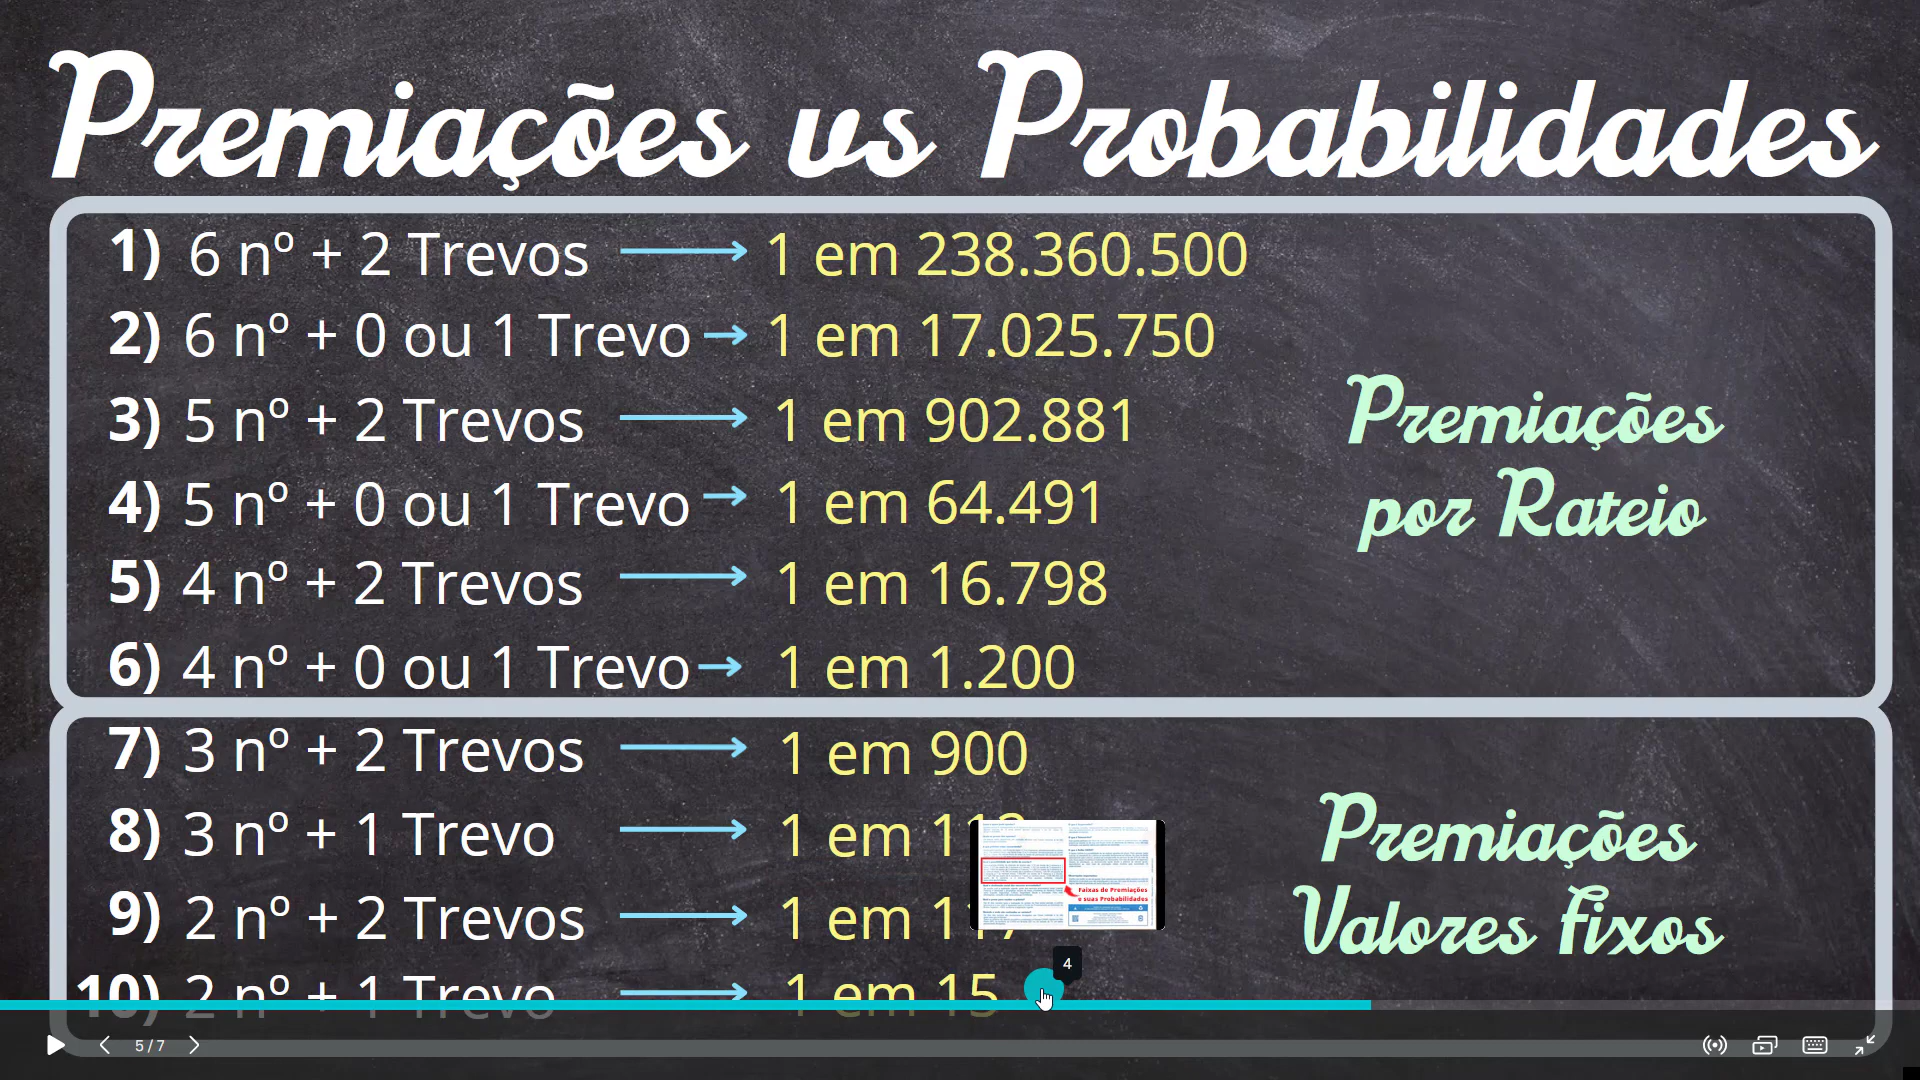 Premiações vs Probabilidades
1) 6 nº + 2 Trevos → 1 em 238.360.500
2) 6 nº + 0 ou 1 Trevo → 1 em 17.025.750
3) 5 nº + 2 Trevos → 1 em 902.881
4) 5 nº + 0 ou 1 Trevo → 1 em 64.491
5) 4 nº + 2 Trevos → 1 em 16.798
6) 4 nº + 0 ou 1 Trevo → 1 em 1.200
Premiações
por Rateio
7) 3 nº + 2 Trevos → 1 em 900
8) 3 nº + 1 Trevo → 1 em
9) 2 nº + 2 Trevos → 1 em
10) 2 nº + 1 Trevo → 1 em 15
Premiações
Valores fixos
Faixas de Premiações
e suas Probabilidades
4
5/7